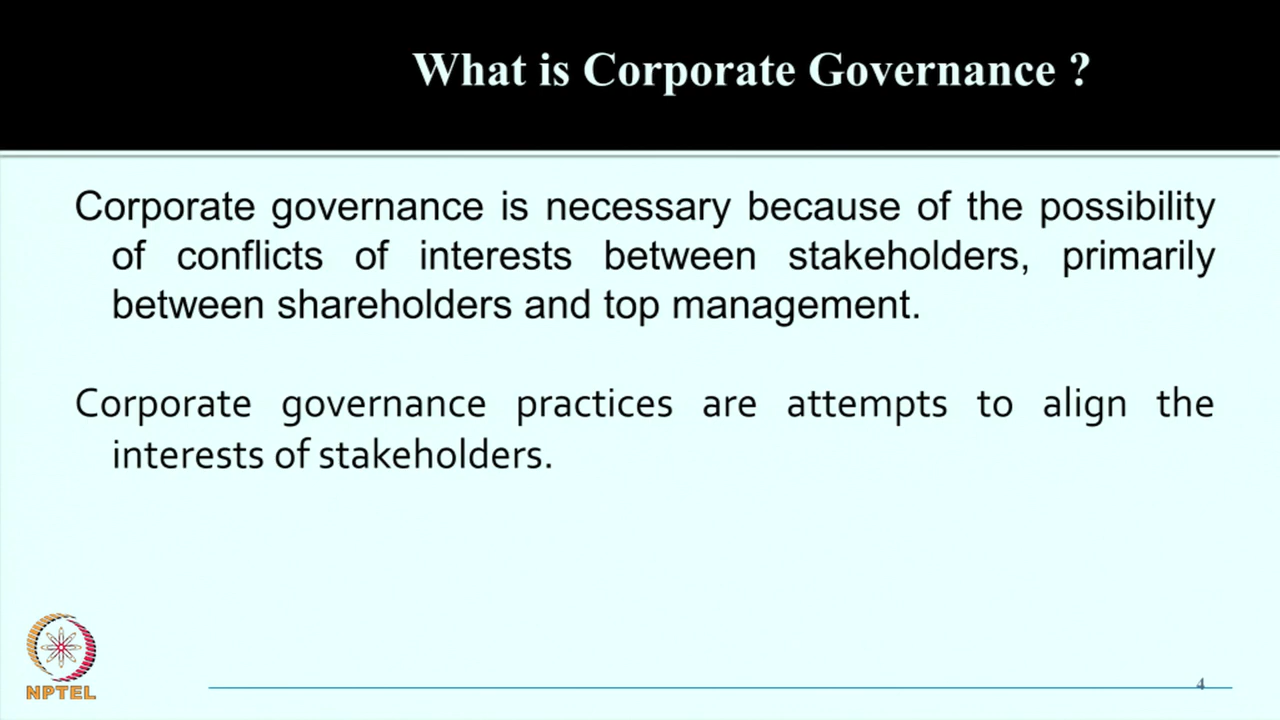 What is Corporate Governance ?
Corporate governance is necessary because of the possibility
of conflicts of interests between stakeholders, primarily
between shareholders and top management.
Corporate governance practices are attempts to align the
interests of stakeholders.
NPTEL
4